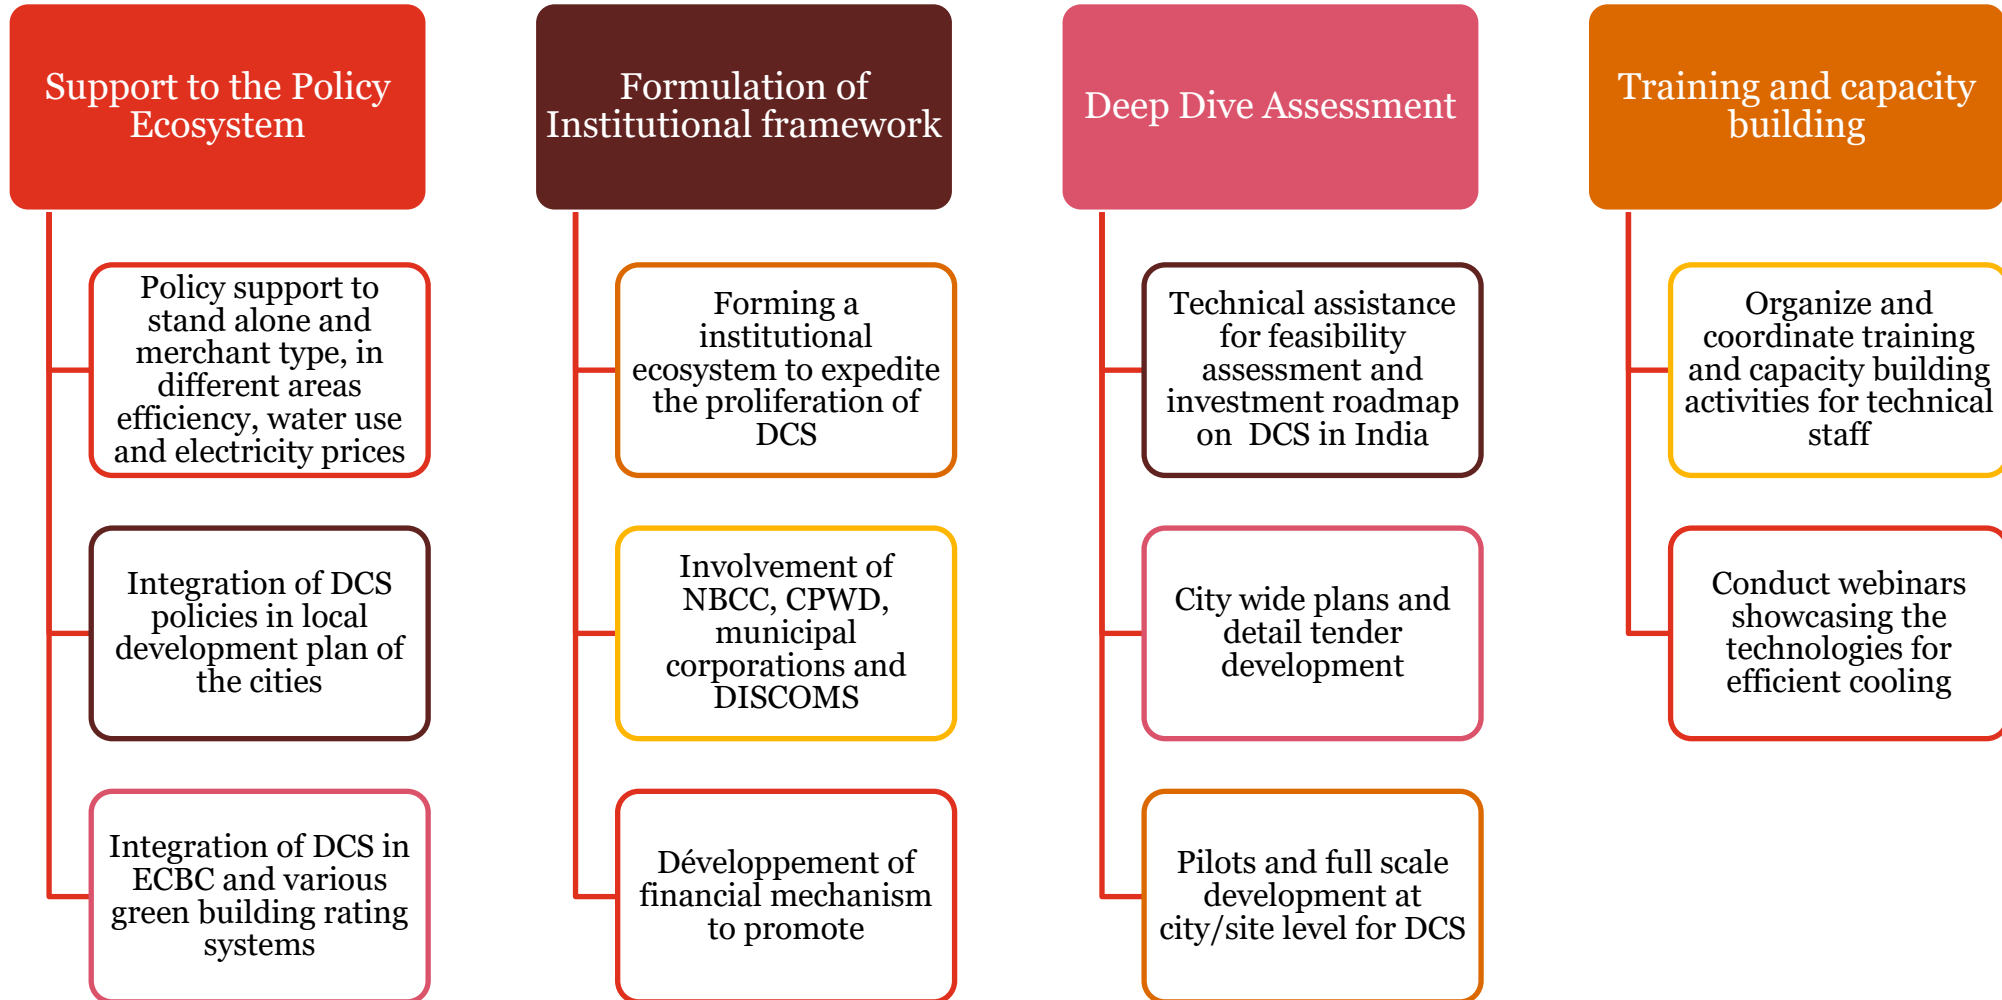 Support to the Policy
Ecosystem
Policy support to
stand alone and
merchant type, in
different areas
efficiency, water use
and electricity prices
Integration of DCS
policies in local
development plan of
the cities
Integration of DCS in
ECBC and various
green building rating
systems
Formulation of
Institutional framework
Forming a
institutional
ecosystem to expedite
the proliferation of
DCS
Involvement of
NBCC, CPWD,
municipal
corporations and
DISCOMS
Développement of
financial mechanism
to promote
Deep Dive Assessment
Technical assistance
for feasibility
assessment and
investment roadmap
on DCS in India
City wide plans and
detail tender
development
Pilots and full scale
development at
city/site level for DCS
Training and capacity
building
Organize and
coordinate training
and capacity building
activities for technical
staff
Conduct webinars
showcasing the
technologies for
efficient cooling